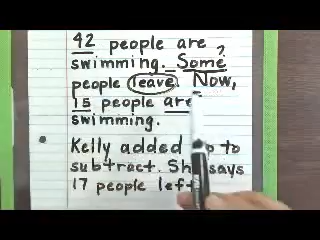 42 people are
?
swimming. Some
people leave. Now,
15 people are
swimming.
Kelly added to
subtract. She says
17 people left